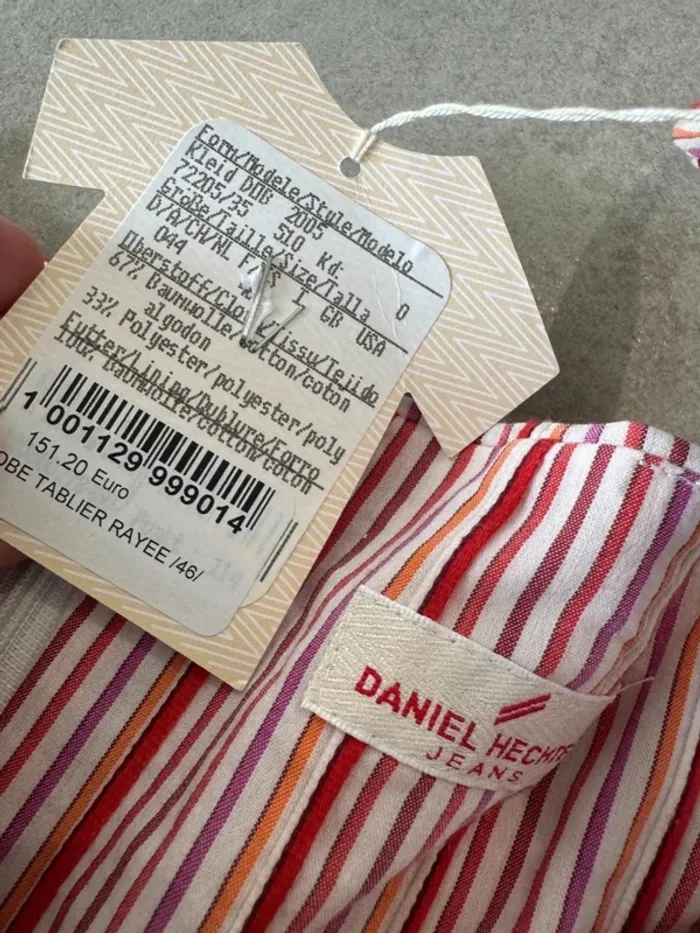 Form/Modele/Style/Modelo
Kleid DOB 2005
72205/35 510 Kd.
Größe/Taille/Size/Talla
D/A/CH/NL F I GB USA
044 0
Oberstoff/Cloth/Tissu/Tejido
67% Baumwolle/cotton/coton
algodon
33% Polyester/polyester/poly
Futter/Lining/Doublure/Forro
100% Baumwolle/cotton/coton
1 001129 999014
151.20 Euro
OBE TABLIER RAYEE /46/
DANIEL HECHTE
JEANS